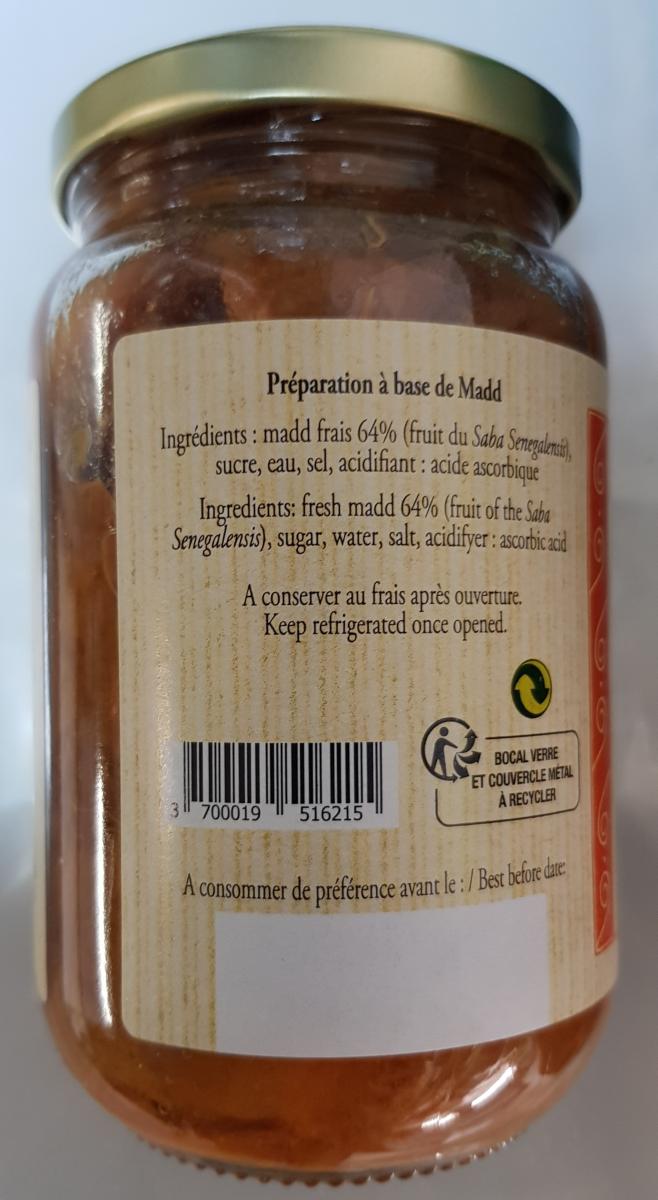 Préparation à base de Madd
Ingrédients : madd frais 64% (fruit du Saba Senegalensis),
sucre, eau, sel, acidifiant : acide ascorbique
Ingredients: fresh madd 64% (fruit of the Saba
Senegalensis), sugar, water, salt, acidifyer : ascorbic acid
A conserver au frais après ouverture.
Keep refrigerated once opened.
BOCAL VERRE
ET COUVERCLE MÉTAL
À RECYCLER
3 700019 516215
A consommer de préférence avant le : / Best before date: